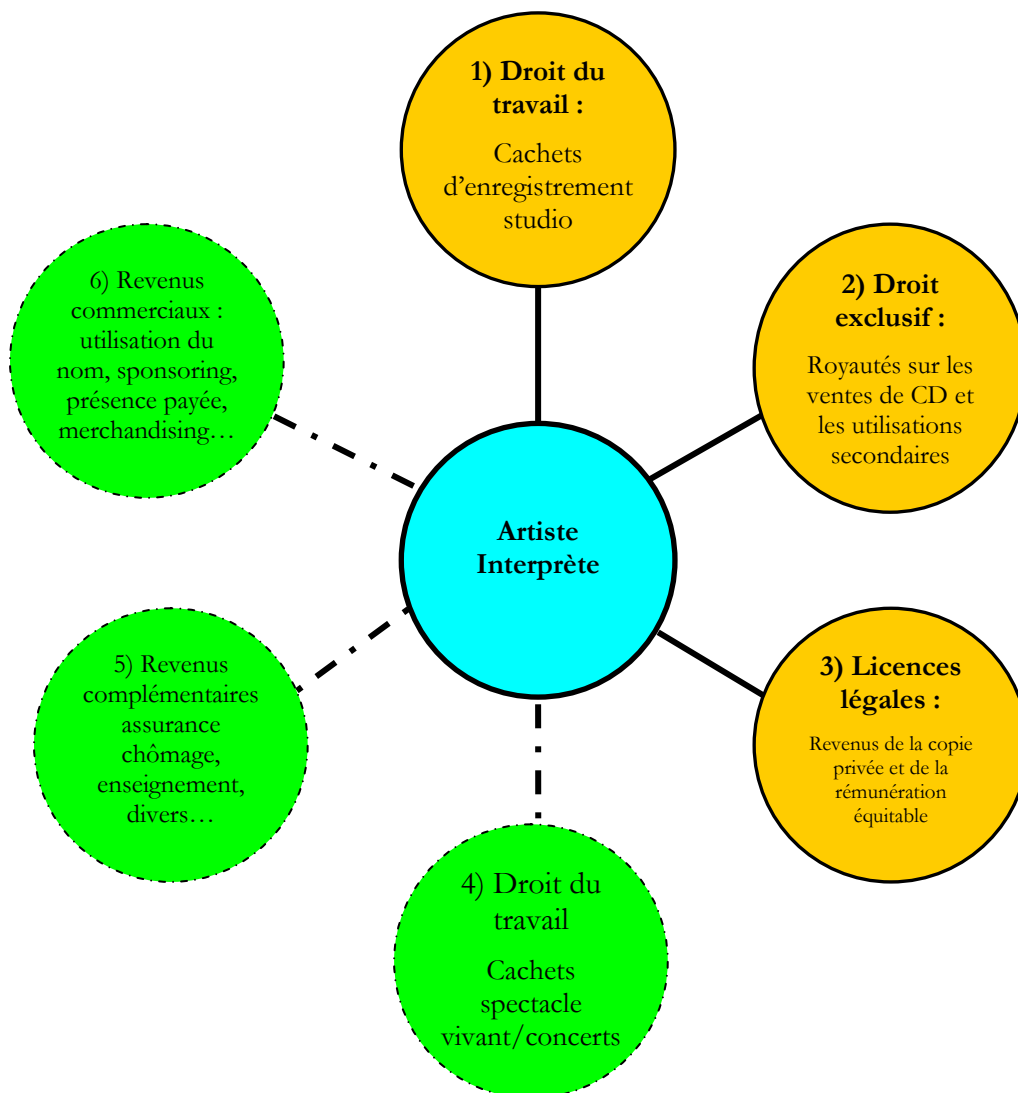 1) Droit du
travail :
Cachets
d’enregistrement
studio
2) Droit
exclusif :
Royautés sur les
ventes de CD et
les utilisations
secondaires
3) Licences
légales :
Revenus de la copie
privée et de la
rémunération
équitable
4) Droit du
travail
Cachets
spectacle
vivant/concerts
5) Revenus
complémentaires
assurance
chômage,
enseignement,
divers…
6) Revenus
commerciaux :
utilisation du
nom, sponsoring,
présence payée,
merchandising…
Artiste
Interprète